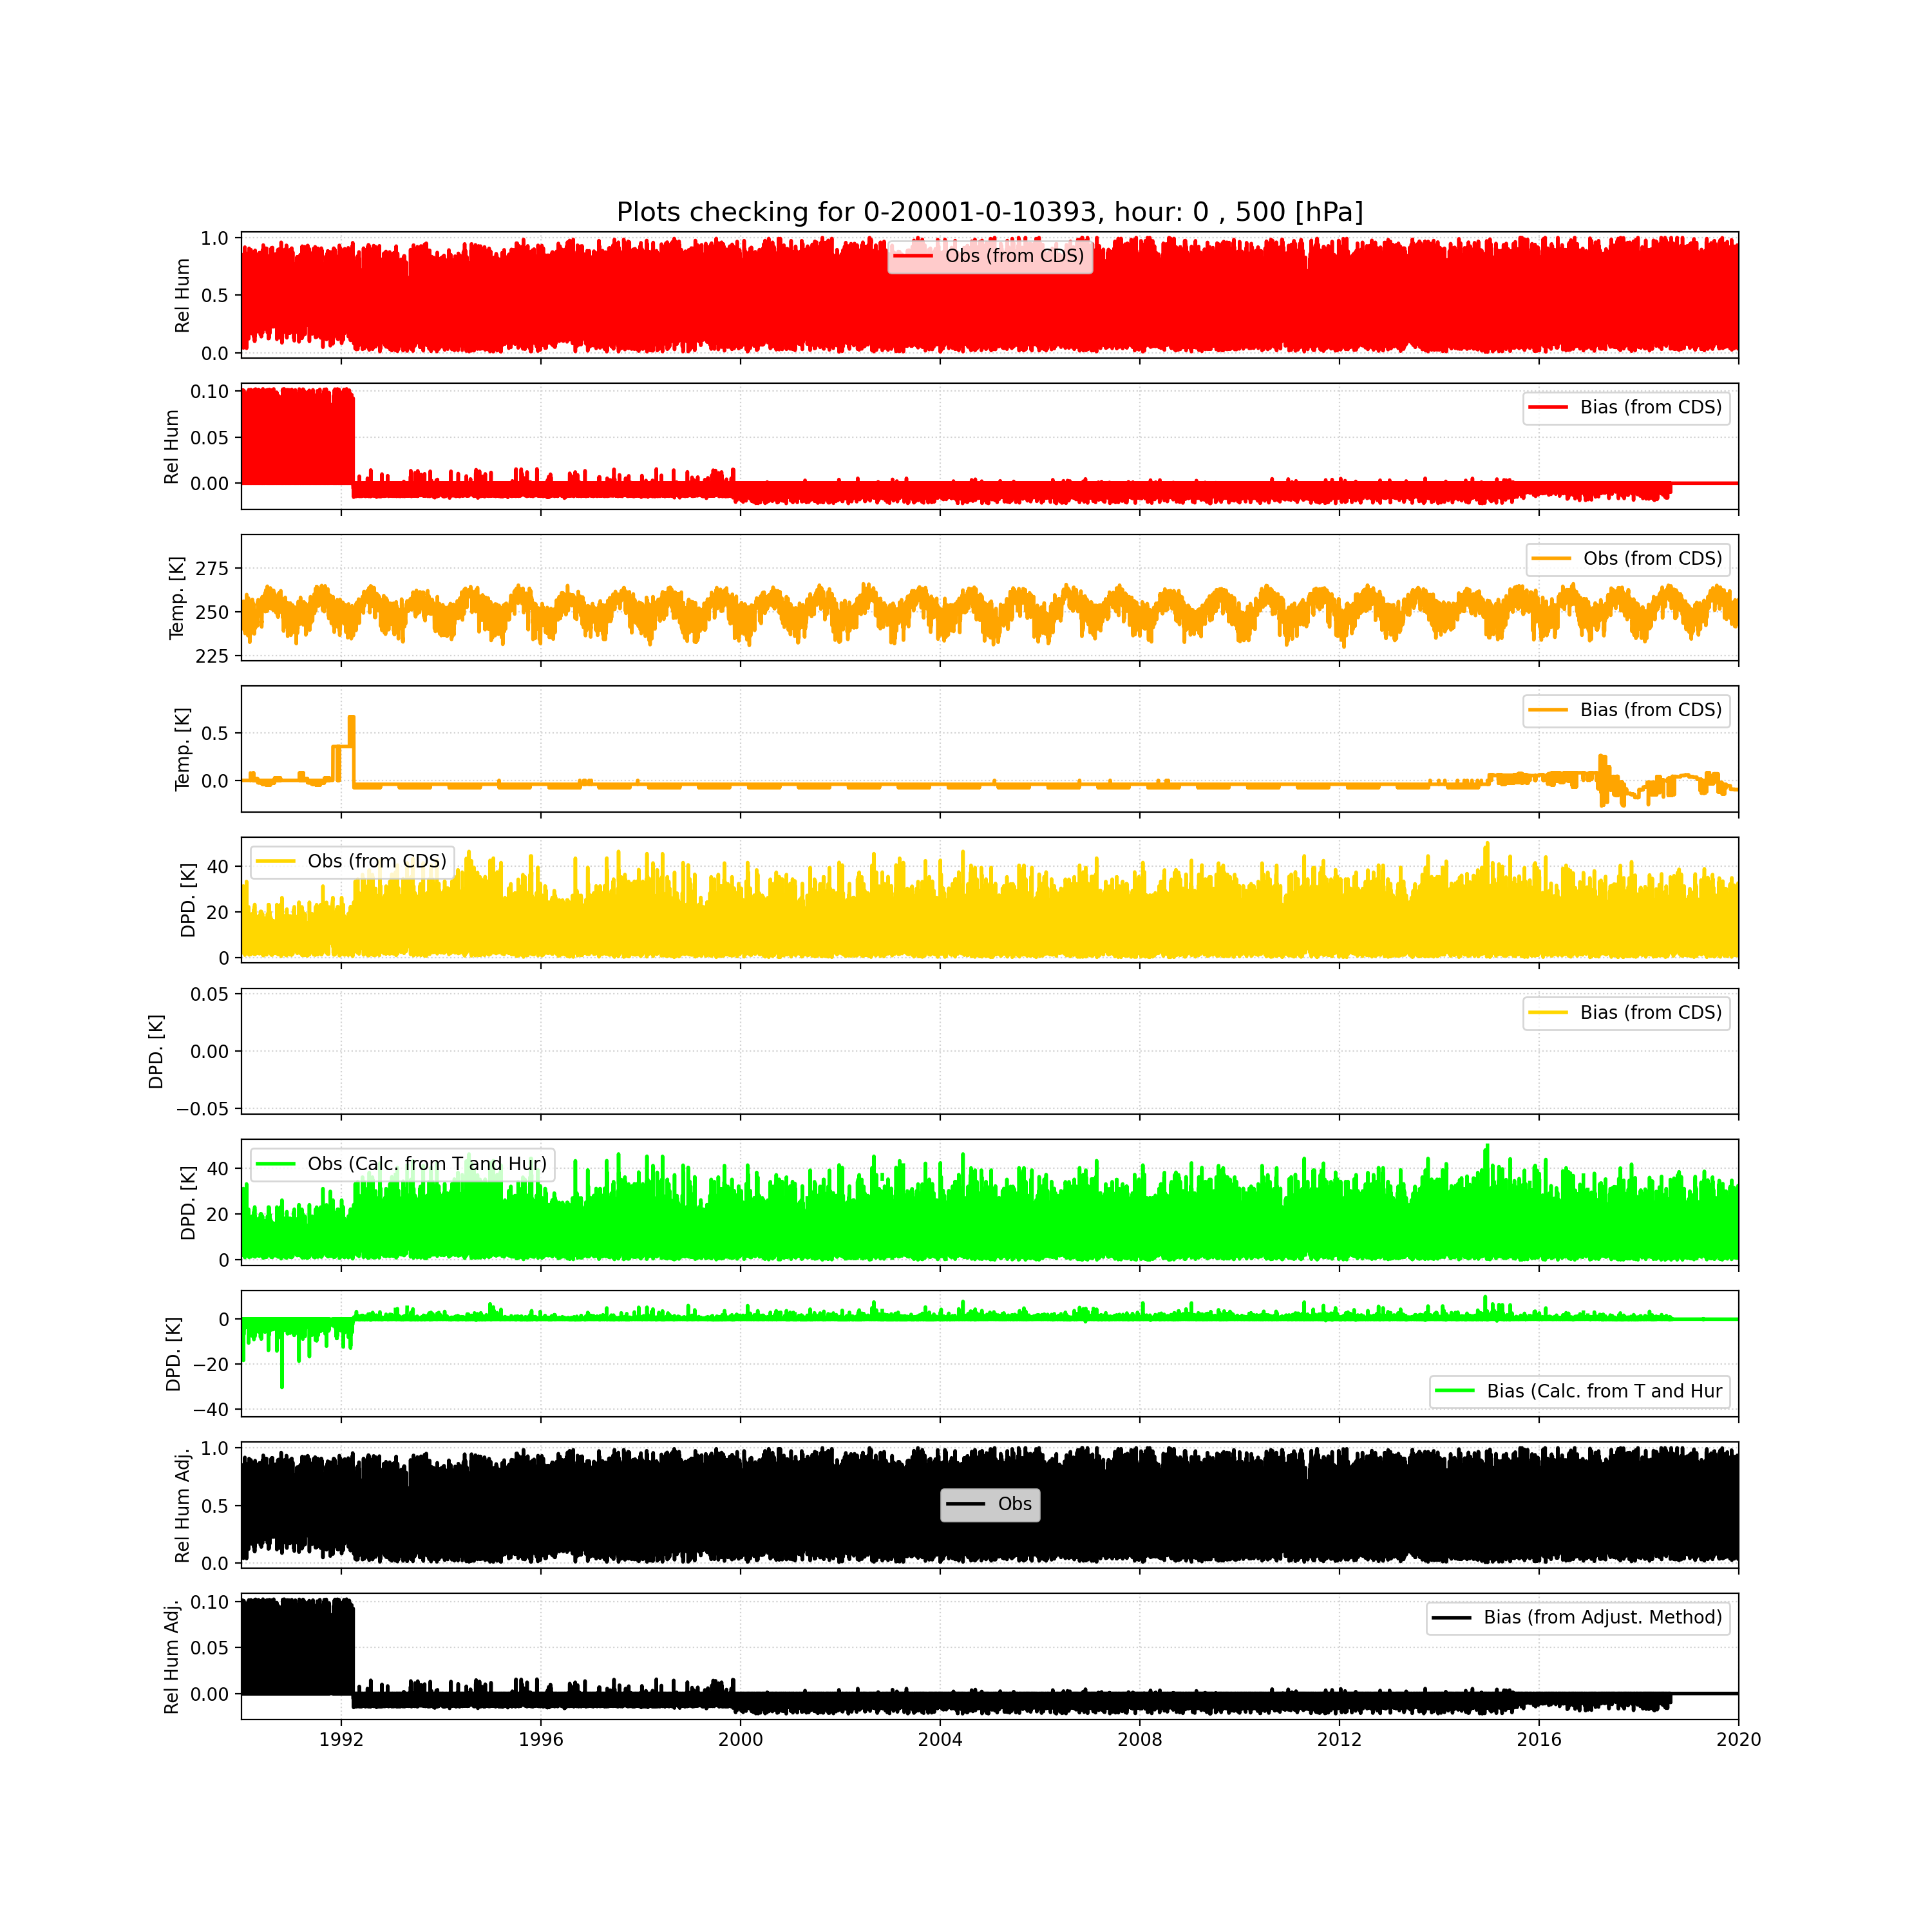 Plots checking for 0-20001-0-10393, hour: 0 , 500 [hPa]
Rel Hum
1.0
0.5
0.0
Obs (from CDS)
Rel Hum
0.10
0.05
0.00
Bias (from CDS)
Temp. [K]
275
250
225
Obs (from CDS)
Temp. [K]
0.5
0.0
Bias (from CDS)
DPD. [K]
40
20
0
Obs (from CDS)
DPD. [K]
0.05
0.00
−0.05
Bias (from CDS)
DPD. [K]
40
20
0
Obs (Calc. from T and Hur)
DPD. [K]
0
−20
−40
Bias (Calc. from T and Hur
Rel Hum Adj.
1.0
0.5
0.0
Obs
Rel Hum Adj.
0.10
0.05
0.00
Bias (from Adjust. Method)
1992 1996 2000 2004 2008 2012 2016 2020